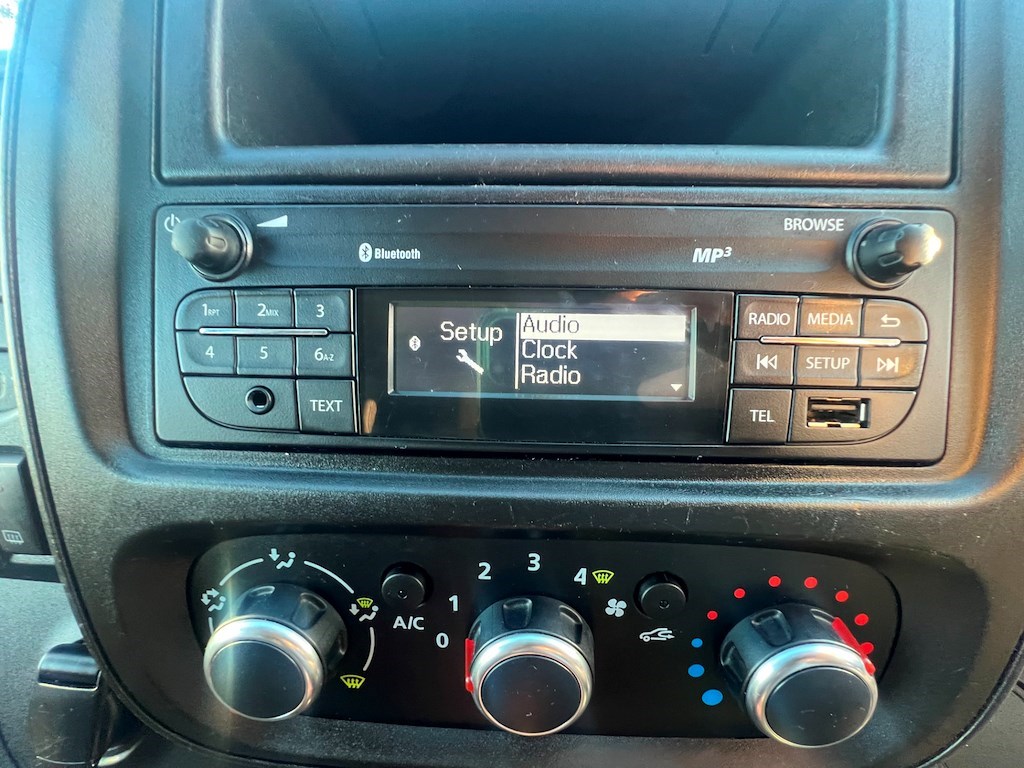 BROWSE
Bluetooth
MP3
1RPT 2MIX 3
4 5 6A-Z
TEXT
Setup
Audio
Clock
Radio
RADIO MEDIA
SETUP
TEL
A/C
0 1 2 3 4